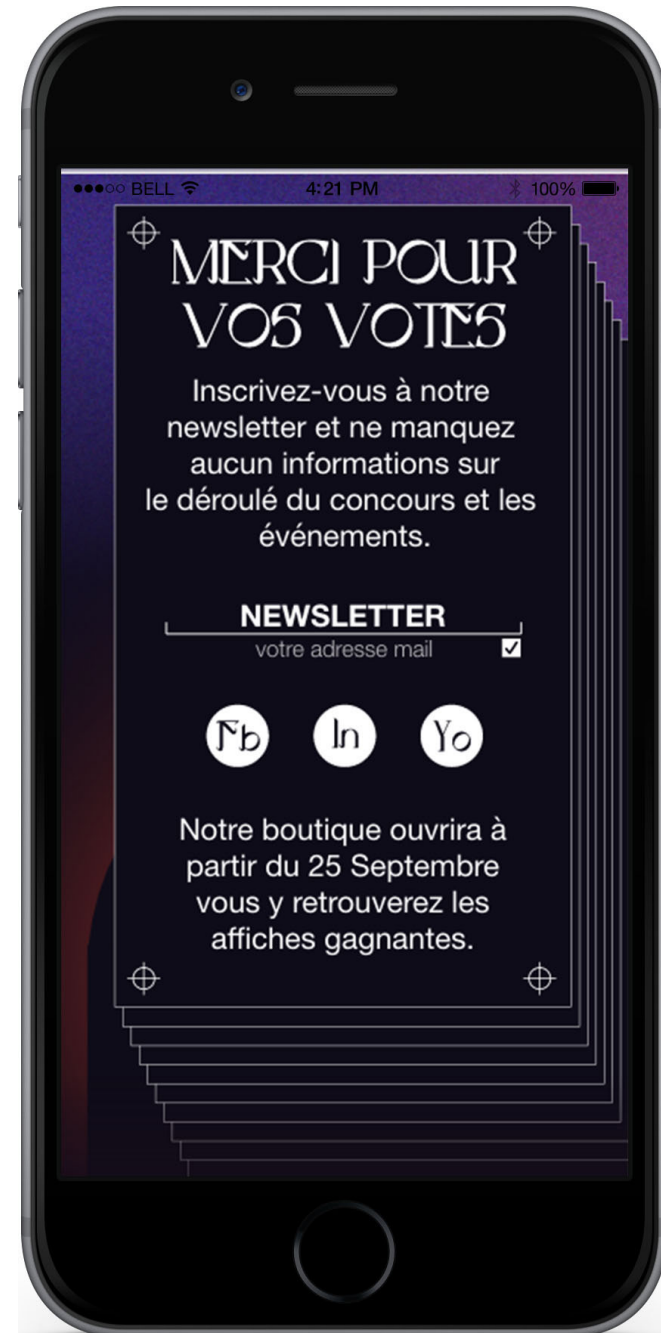 BELL 4:21 PM 100%
MERCI POUR
VOS VOTES
Inscrivez-vous à notre
newsletter et ne manquez
aucun informations sur
le déroulé du concours et les
événements.
NEWSLETTER
votre adresse mail
Fb In Yo
Notre boutique ouvrira à
partir du 25 Septembre
vous y retrouverez les
affiches gagnantes.